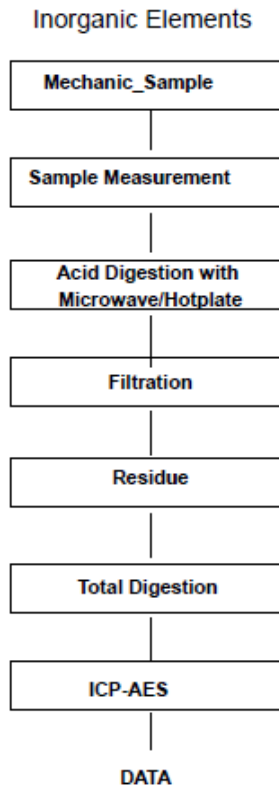 Inorganic Elements
Mechanic_Sample
Sample Measurement
Acid Digestion with
Microwave/Hotplate
Filtration
Residue
Total Digestion
ICP-AES
DATA